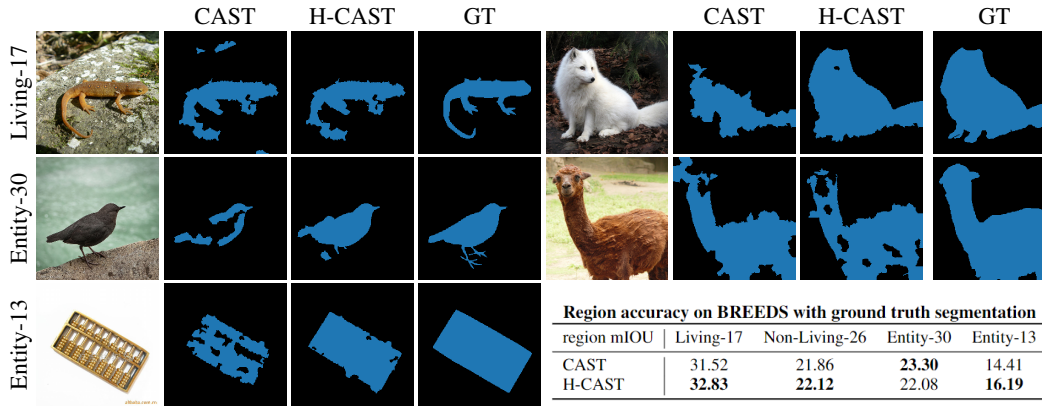 CAST H-CAST GT CAST H-CAST GT
Living-17
Entity-30
Entity-13
Region accuracy on BREEDS with ground truth segmentation
region mIOU Living-17 Non-Living-26 Entity-30 Entity-13
CAST 31.52 21.86 23.30 14.41
H-CAST 32.83 22.12 22.08 16.19